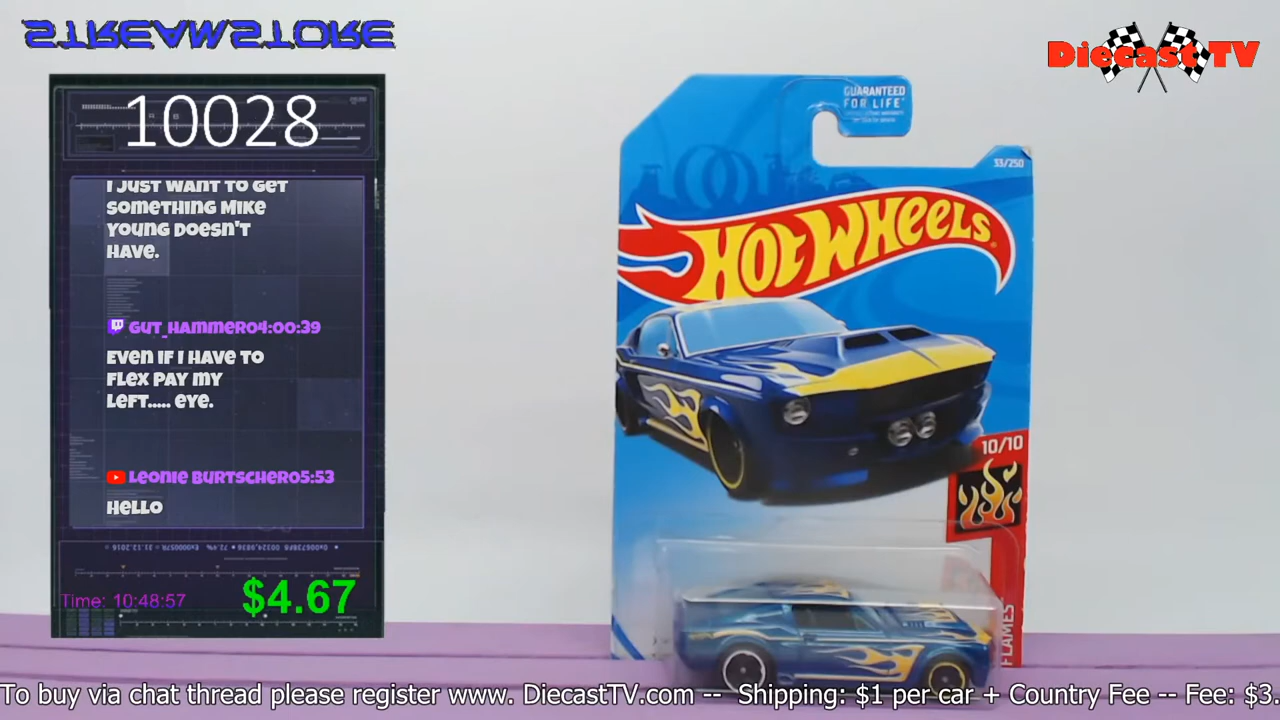 STREAMSTORE
Diecast TV
10028
I just want to get
something Mike
Young doesn't
have.
Gut_Hammer04:00:39
Even if I have to
flex pay my
left..... eye.
Leonie Burtscher05:53
Hello
Time: 10:48:57
$4.67
GUARANTEED
FOR LIFE
33/250
HOT WHEELS
10/10
FLAMES
To buy via chat thread please register www. DiecastTV.com -- Shipping: $1 per car + Country Fee -- Fee: $3.